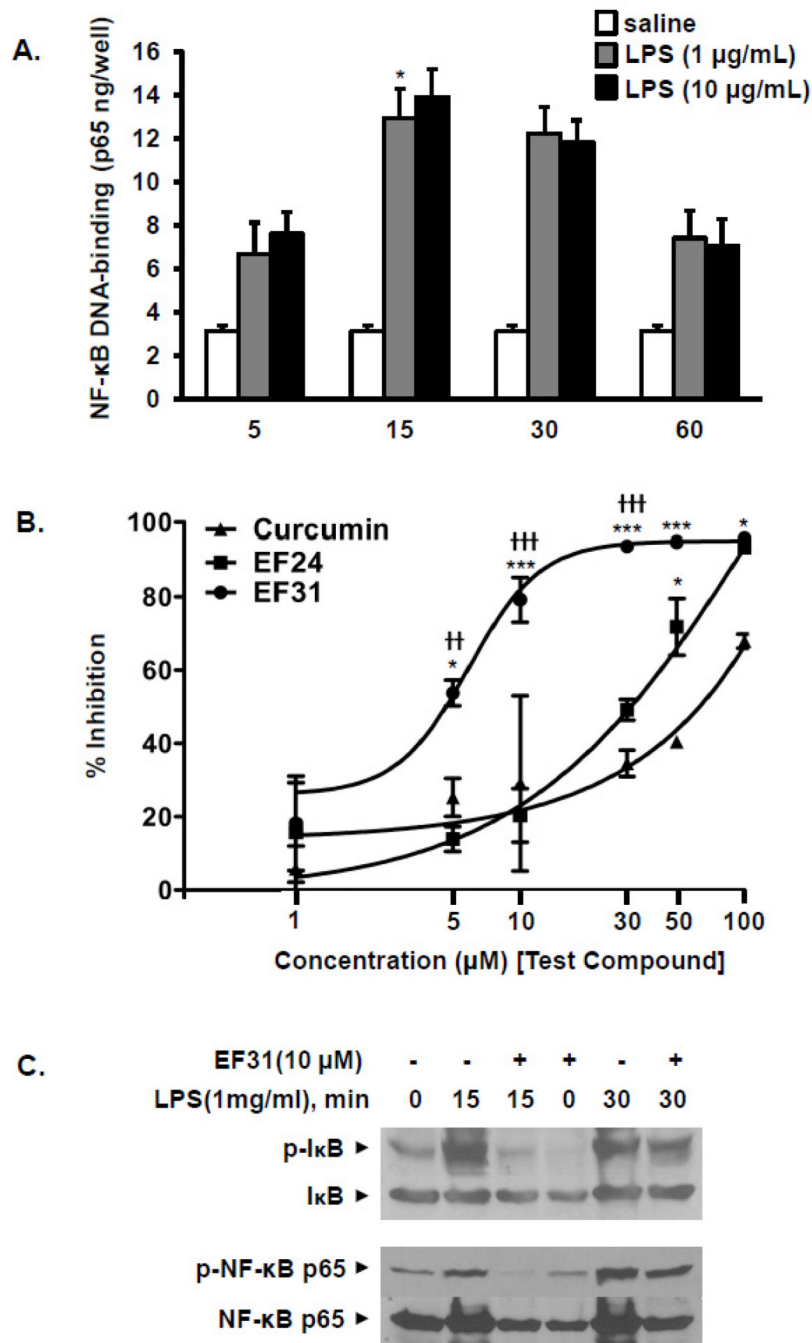 A.
saline
LPS (1 µg/mL)
LPS (10 µg/mL)
NF-κB DNA-binding (p65 ng/well)
16
14
12
10
8
6
4
2
0
*
5 15 30 60
B.
% Inhibition
100
80
60
40
20
0
Curcumin
EF24
EF31
ƗƗ
*
ƗƗƗ
***
ƗƗƗ
***
***
*
*
1 5 10 30 50 100
Concentration (µM) [Test Compound]
C.
EF31(10 µM) - - + + - +
LPS(1mg/ml), min 0 15 15 0 30 30
p-IκB ►
IκB ►
p-NF-κB p65 ►
NF-κB p65 ►